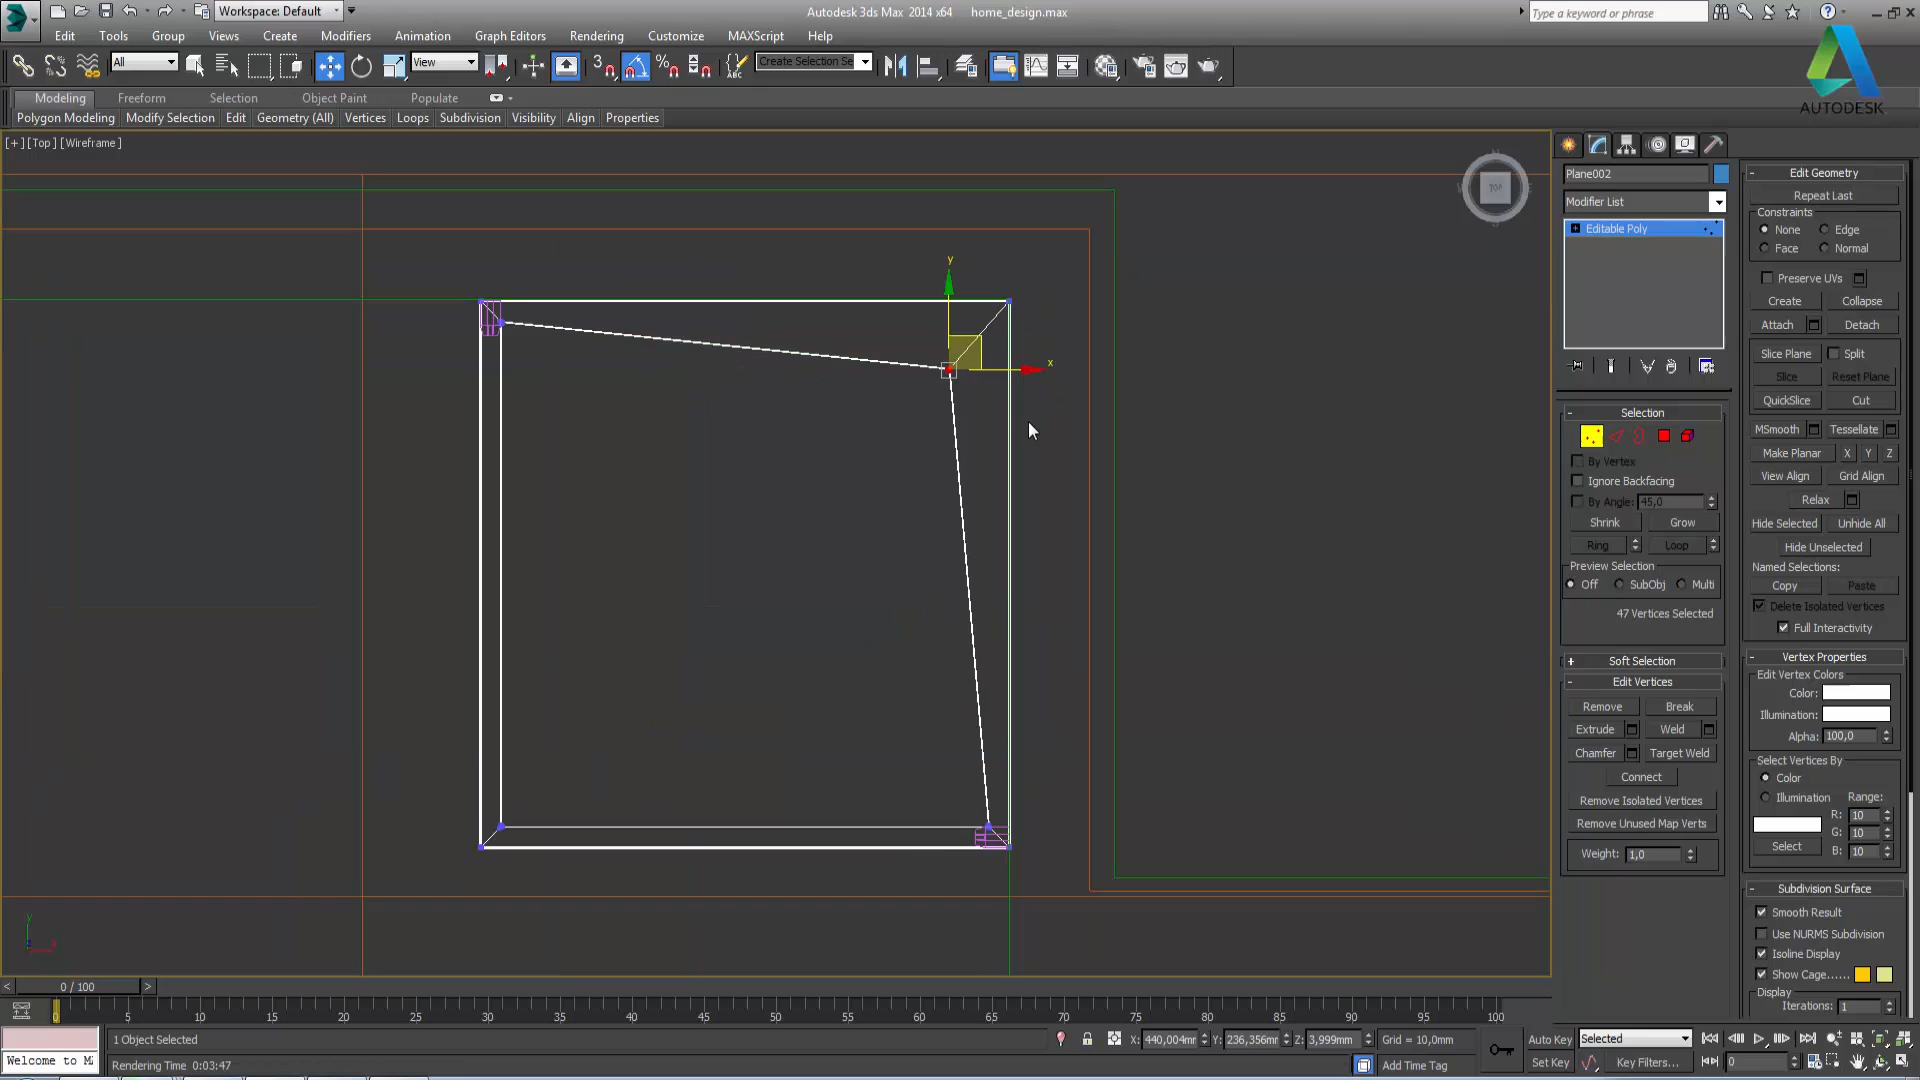 Workspace: Default
Autodesk 3ds Max 2014 x64 home_design.max
Type a keyword or phrase
Edit Tools Group Views Create Modifiers Animation Graph Editors Rendering Customize MAXScript Help
All
View
Create Selection Se
AUTODESK
Modeling Freeform Selection Object Paint Populate
Polygon Modeling Modify Selection Edit Geometry (All) Vertices Loops Subdivision Visibility Align Properties
[+] [Top] [Wireframe]
TOP
y
x
Plane002
Modifier List
Editable Poly
Selection
By Vertex
Ignore Backfacing
By Angle: 45,0
Shrink Grow
Ring Loop
Preview Selection
Off SubObj Multi
47 Vertices Selected
Soft Selection
Edit Vertices
Remove Break
Extrude Weld
Chamfer Target Weld
Connect
Remove Isolated Vertices
Remove Unused Map Verts
Weight: 1,0
Edit Geometry
Repeat Last
Constraints
None Edge
Face Normal
Preserve UVs
Create Collapse
Attach Detach
Slice Plane Split
Slice Reset Plane
QuickSlice Cut
MSmooth Tessellate
Make Planar X Y Z
View Align Grid Align
Relax
Hide Selected Unhide All
Hide Unselected
Named Selections:
Copy Paste
Delete Isolated Vertices
Full Interactivity
Vertex Properties
Edit Vertex Colors
Color:
Illumination:
Alpha: 100,0
Select Vertices By
Color
Illumination Range:
R: 10
G: 10
Select B: 10
Subdivision Surface
Smooth Result
Use NURMS Subdivision
Isoline Display
Show Cage......
Display
Iterations: 1
< 0 / 100 >
5 10 15 20 25 30 35 40 45 50 55 60 65 70 75 80 85 90 95 100
1 Object Selected
X: 440,004mm Y: 236,356mm Z: 3,999mm Grid = 10,0mm
Auto Key Selected
Welcome to M
Rendering Time 0:03:47
Add Time Tag
Set Key Key Filters... 0